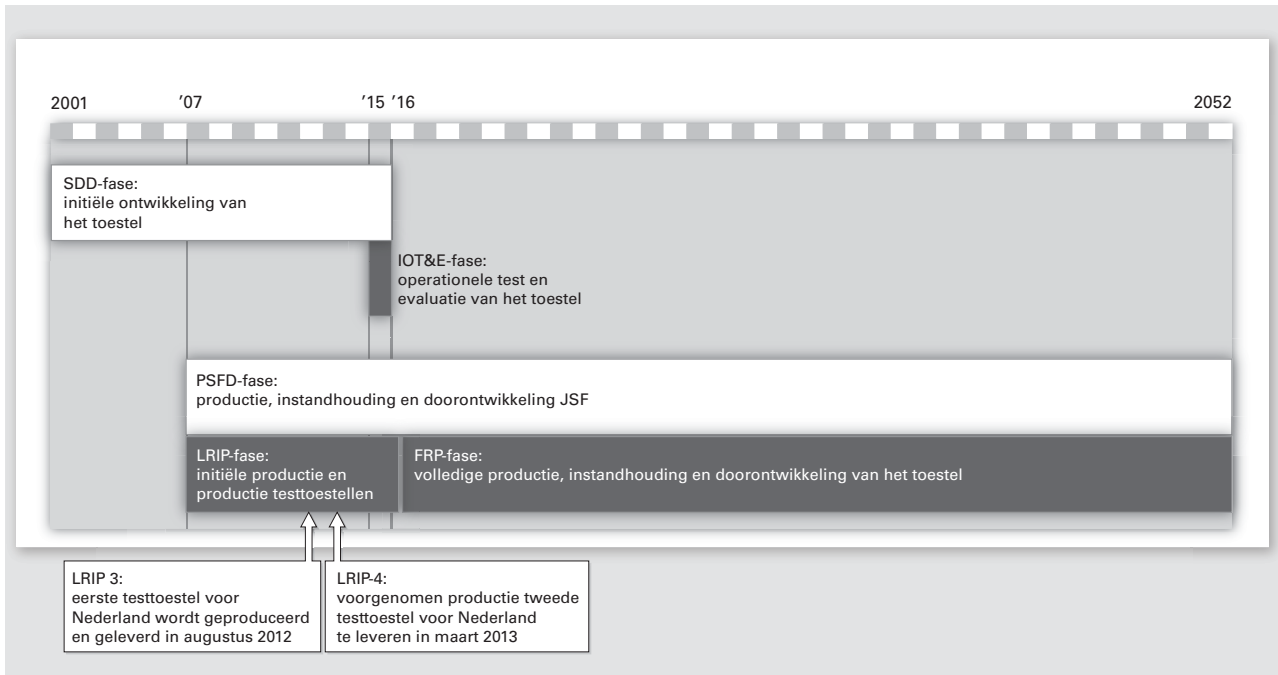 2001 '07 '15 '16 2052
SDD-fase:
initiële ontwikkeling van
het toestel
IOT&E-fase:
operationele test en
evaluatie van het toestel
PSFD-fase:
productie, instandhouding en doorontwikkeling JSF
LRIP-fase:
initiële productie en
productie testtoestellen
FRP-fase:
volledige productie, instandhouding en doorontwikkeling van het toestel
LRIP 3:
eerste testtoestel voor
Nederland wordt geproduceerd
en geleverd in augustus 2012
LRIP-4:
voorgenomen productie tweede
testtoestel voor Nederland
te leveren in maart 2013